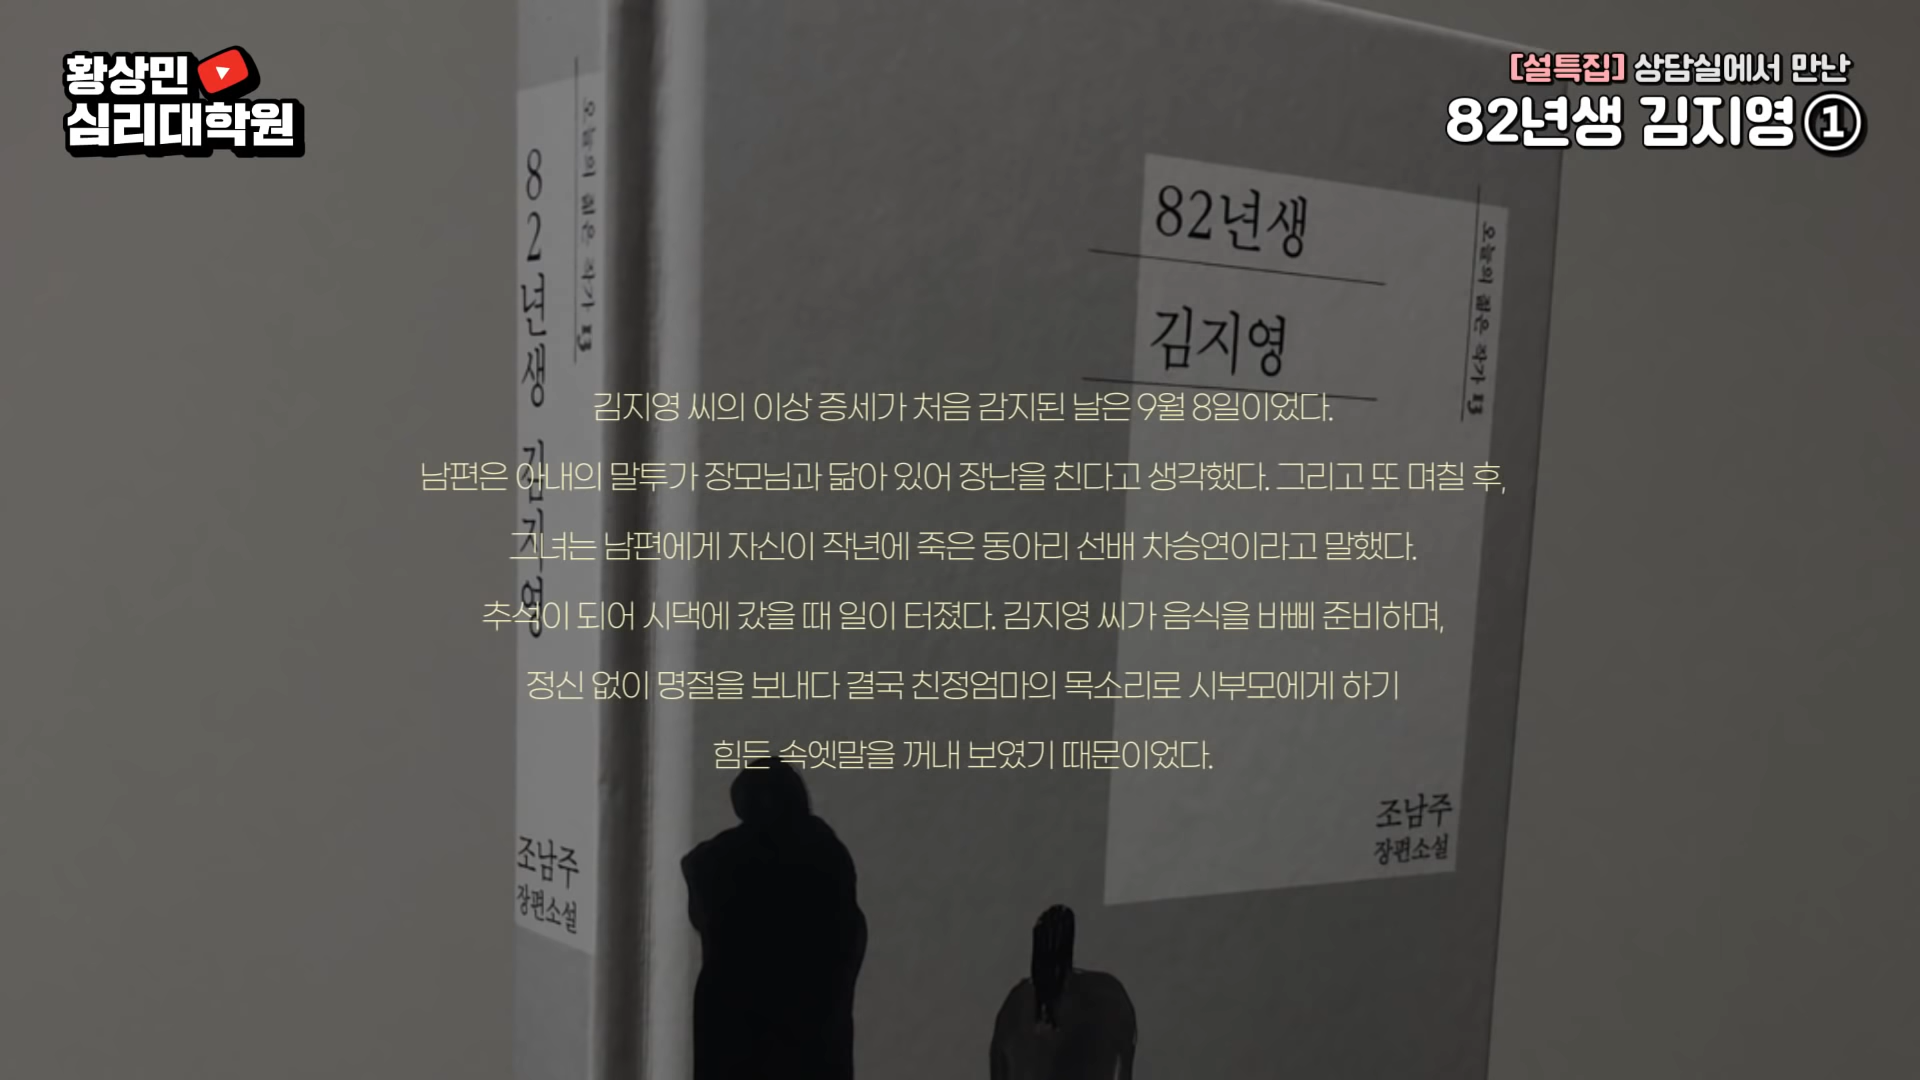 황상민
심리대학원
[설특집] 상담실에서 만난
82년생 김지영 ①
82년생 김지영
오늘의 젊은 작가 13
조남주
장편소설
82년생
김지영
오늘의 젊은 작가 13
조남주
장편소설
김지영 씨의 이상 증세가 처음 감지된 날은 9월 8일이었다.
남편은 아내의 말투가 장모님과 닮아 있어 장난을 친다고 생각했다. 그리고 또 며칠 후,
그녀는 남편에게 자신이 작년에 죽은 동아리 선배 차승연이라고 말했다.
추석이 되어 시댁에 갔을 때 일이 터졌다. 김지영 씨가 음식을 바삐 준비하며,
정신 없이 명절을 보내다 결국 친정엄마의 목소리로 시부모에게 하기
힘든 속엣말을 꺼내 보였기 때문이었다.